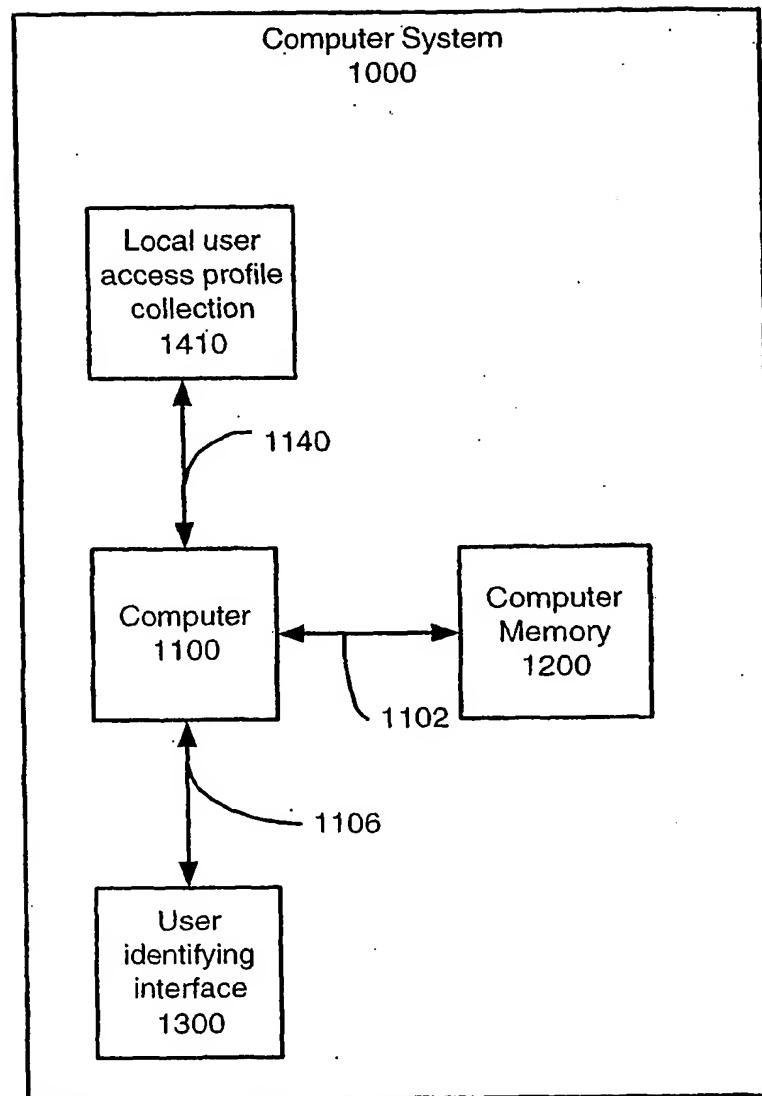 Computer System
1000
Local user
access profile
collection
1410
1140
Computer
1100
Computer
Memory
1200
1102
1106
User
identifying
interface
1300